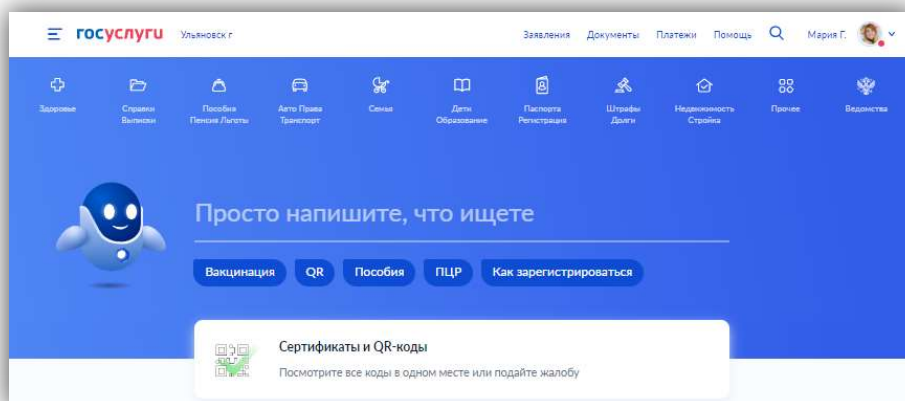 госуслуги Ульяновск г Заявления Документы Платежи Помощь Мария Г.
Здоровье Справки Пособия Авто Права Семья Дети Паспорта Штрафы Недвижимость Прочее Ведомства
Выписки Пенсия Льготы Транспорт Образование Регистрация Долги Стройка
Просто напишите, что ищете
Вакцинация QR Пособия ПЦР Как зарегистрироваться
Сертификаты и QR-коды
Посмотрите все коды в одном месте или подайте жалобу